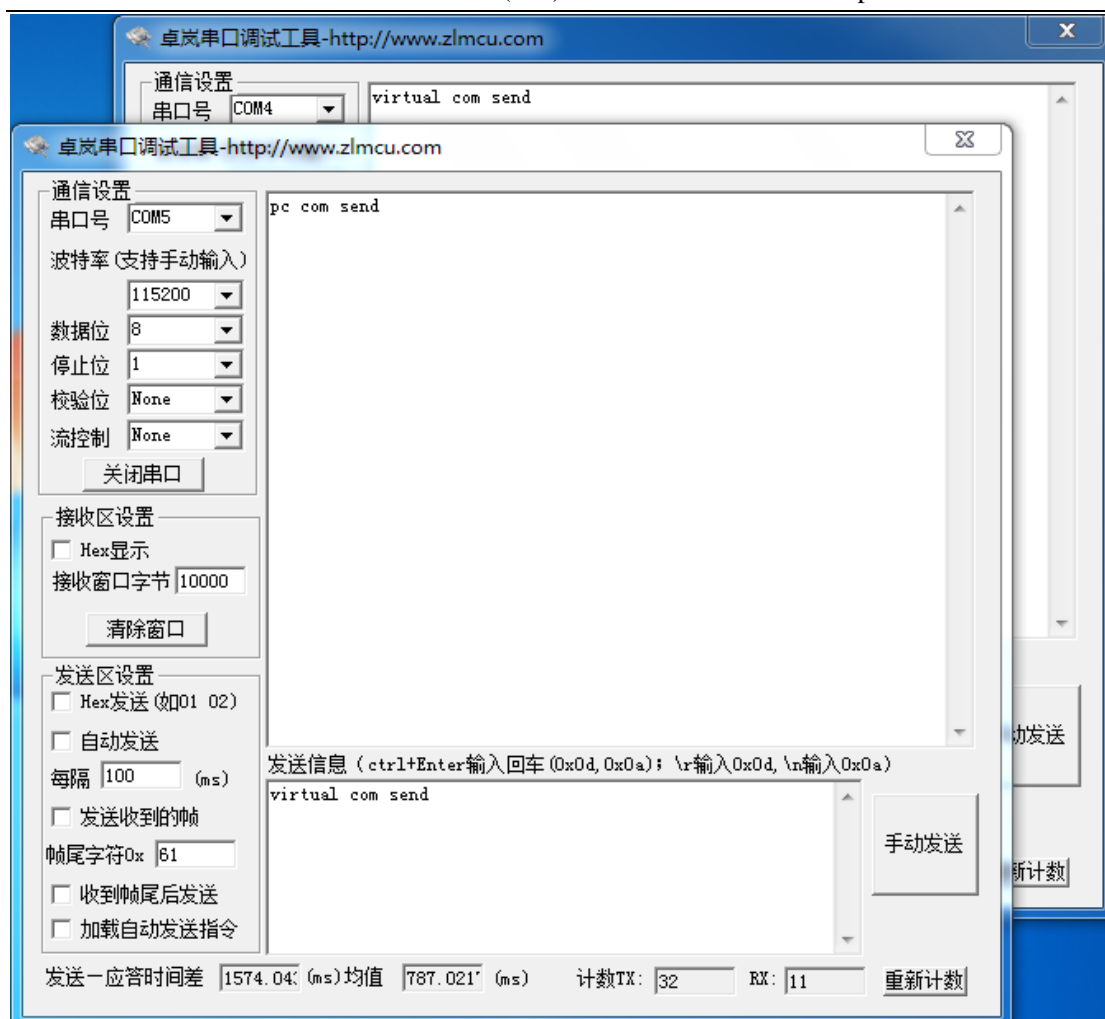 卓岚串口调试工具-http://www.zlmcu.com
通信设置
串口号 COM4
virtual com send
卓岚串口调试工具-http://www.zlmcu.com
通信设置
串口号 COM5
pc com send
波特率(支持手动输入)
115200
数据位 8
停止位 1
校验位 None
流控制 None
关闭串口
接收区设置
Hex显示
接收窗口字节 10000
清除窗口
发送区设置
Hex发送(如01 02)
自动发送
每隔 100 (ms)
发送收到的帧
帧尾字符0x 61
收到帧尾后发送
加载自动发送指令
发送信息(ctrl+Enter输入回车(0x0d,0x0a); \r输入0x0d,\n输入0x0a)
virtual com send
手动发送
动发送
新计数
发送一应答时间差 1574.04 (ms)均值 787.021 (ms) 计数TX: 32 RX: 11 重新计数